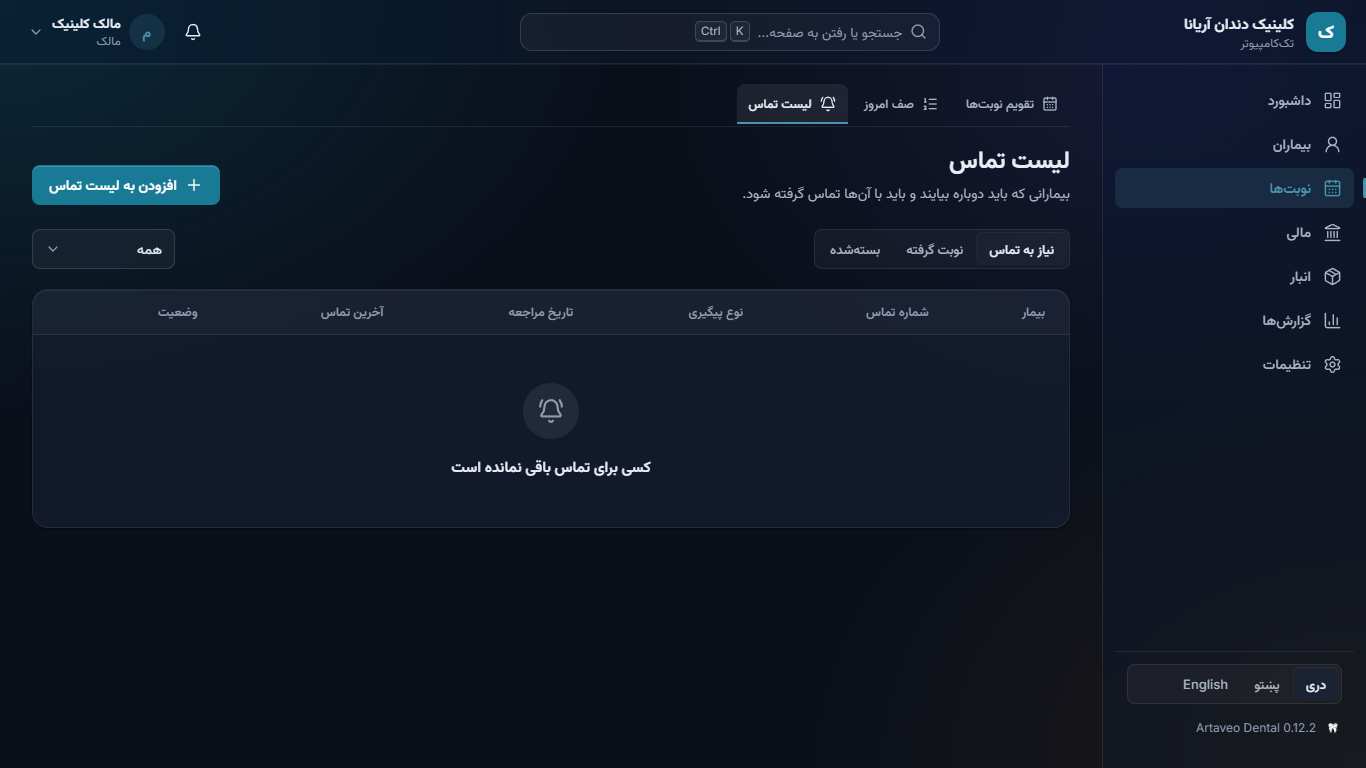 کلینیک دندان آریانا
تک‌کامپیوتر
ک
جستجو یا رفتن به صفحه...
Ctrl K
مالک کلینیک
مالک
م
داشبورد
بیماران
نوبت‌ها
مالی
انبار
گزارش‌ها
تنظیمات
دری
پښتو
English
Artaveo Dental 0.12.2
تقویم نوبت‌ها
صف امروز
لیست تماس
لیست تماس
بیمارانی که باید دوباره بیایند و باید با آن‌ها تماس گرفته شود.
افزودن به لیست تماس
نیاز به تماس
نوبت گرفته
بسته‌شده
همه
بیمار شماره تماس نوع پیگیری تاریخ مراجعه آخرین تماس وضعیت
کسی برای تماس باقی نمانده است